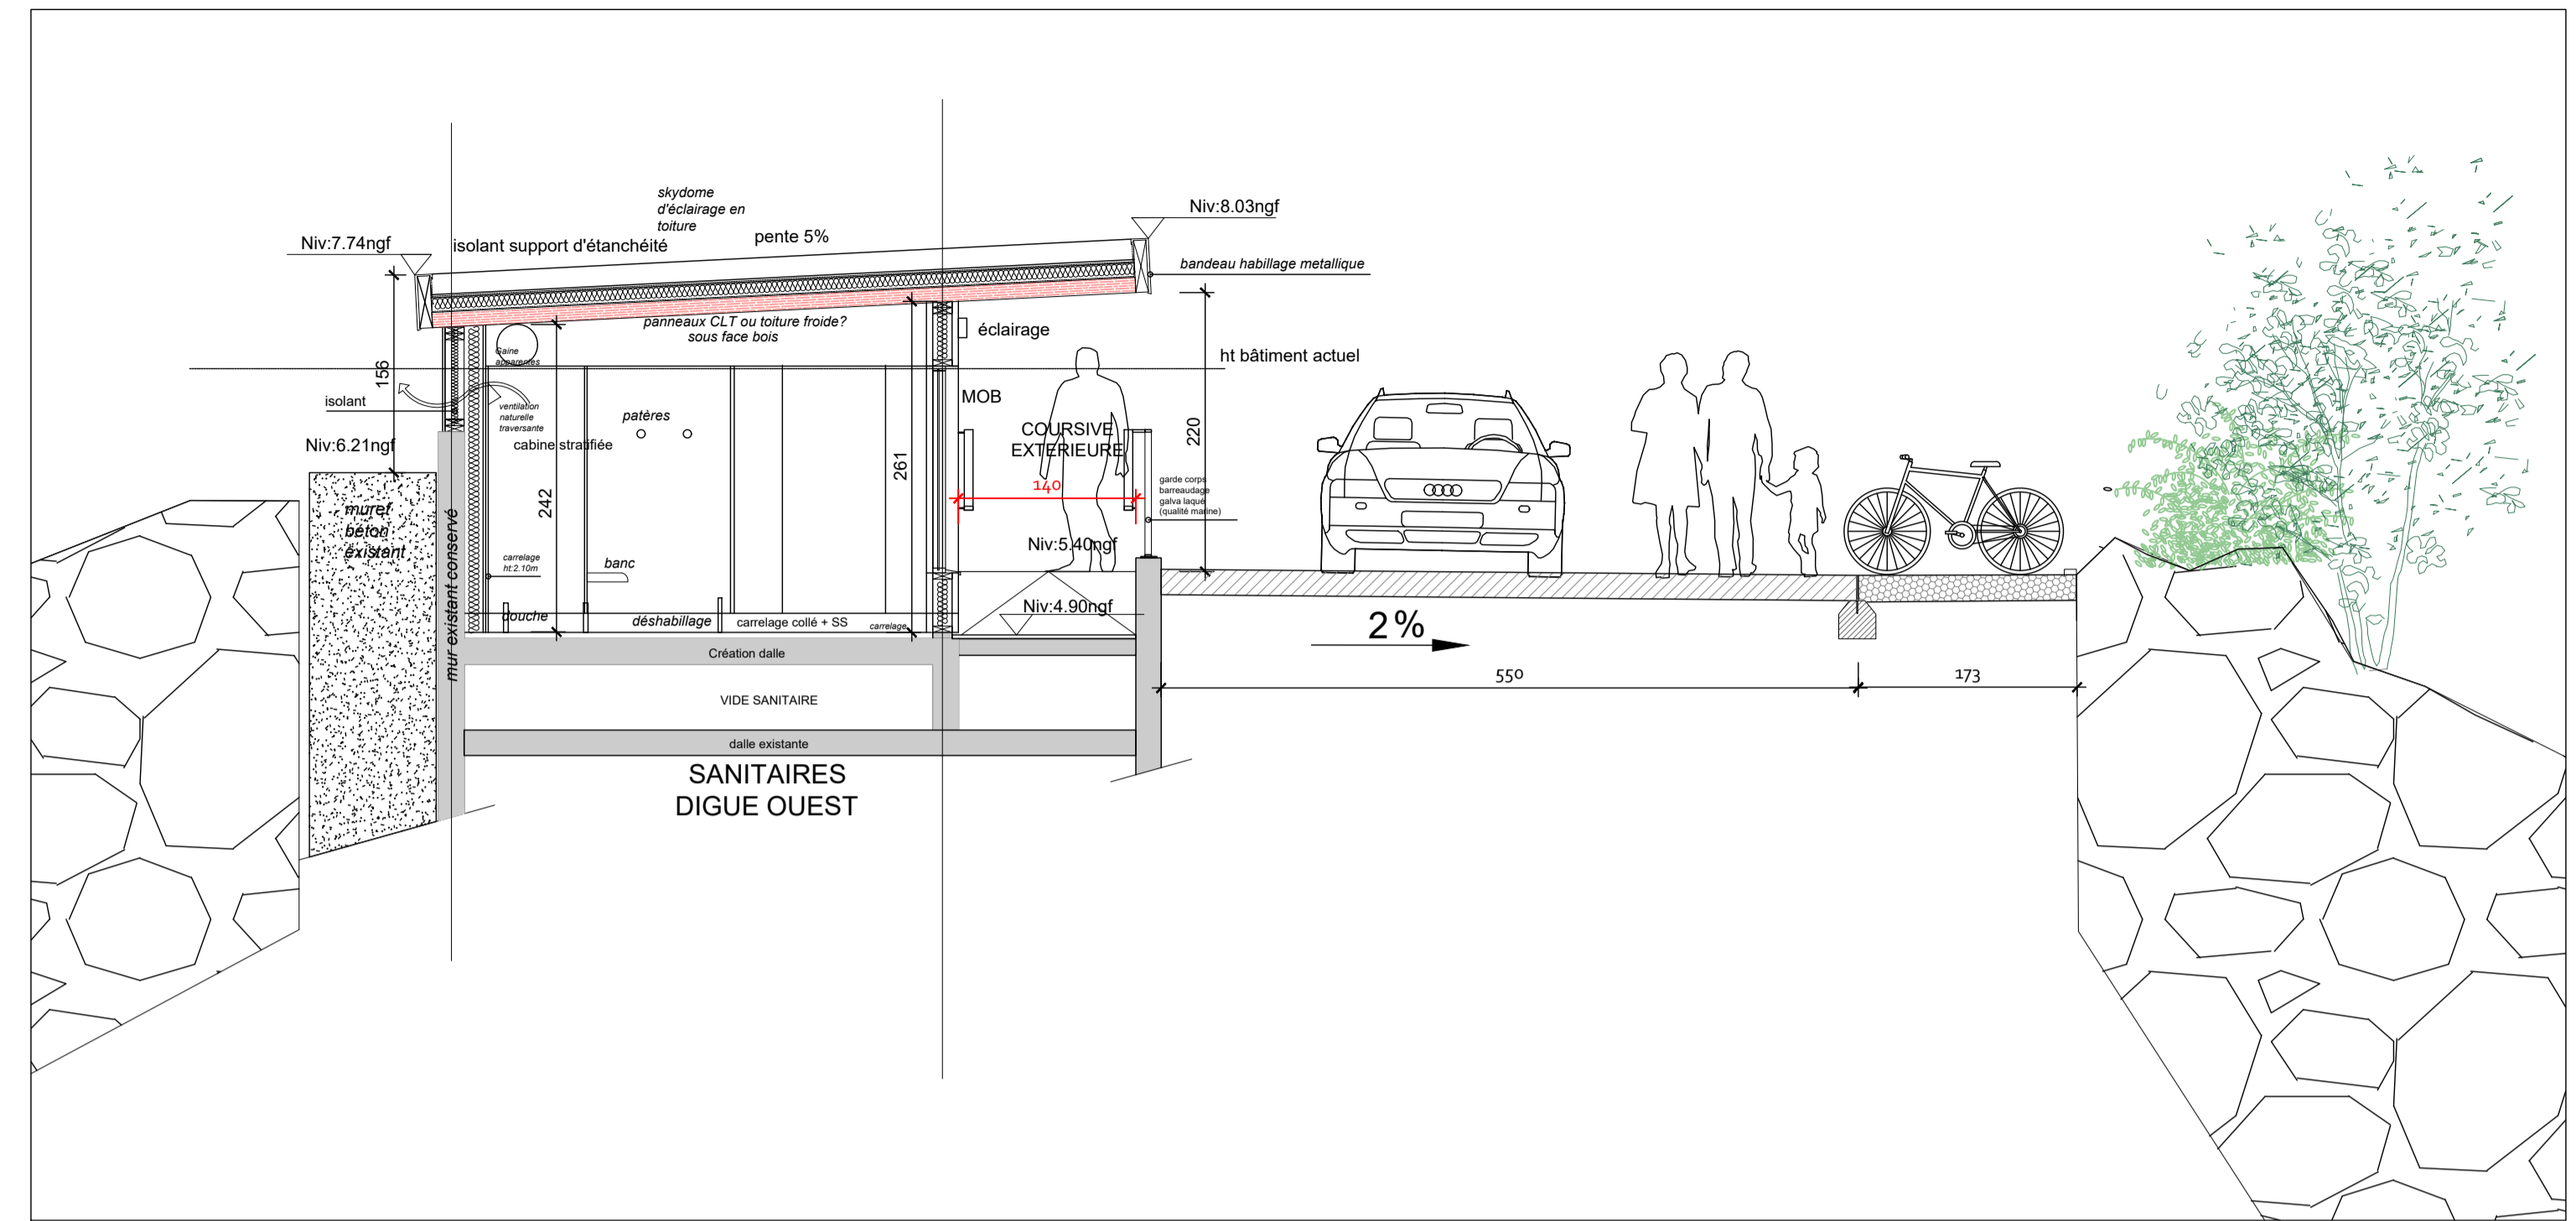 skydome
d'éclairage en
toiture
Niv:8.03ngf
Niv:7.74ngf
isolant support d'étanchéité
pente 5%
bandeau habillage metallique
panneaux CLT ou toiture froide?
sous face bois
éclairage
Gaine
apparentes
ht bâtiment actuel
156
isolant
MOB
ventilation
naturelle
traversante
patères
cabine stratifiée
COURSIVE
EXTERIEURE
220
Niv:6.21ngf
261
242
140
garde corps
barreaudage
galva laqué
(qualité marine)
muret
béton
éxistant
mur existant conservé
Niv:5.40ngf
carrelage
ht:2.10m
banc
Niv:4.90ngf
douche
déshabillage
carrelage collé + SS
carrelage
2%
Création dalle
550
173
VIDE SANITAIRE
dalle existante
SANITAIRES
DIGUE OUEST